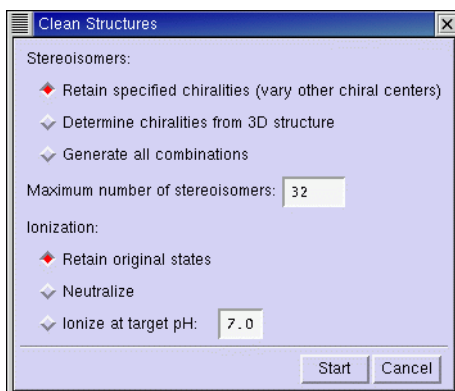 Clean Structures
Stereoisomers:
Retain specified chiralities (vary other chiral centers)
Determine chiralities from 3D structure
Generate all combinations
Maximum number of stereoisomers: 32
Ionization:
Retain original states
Neutralize
Ionize at target pH: 7.0
Start Cancel